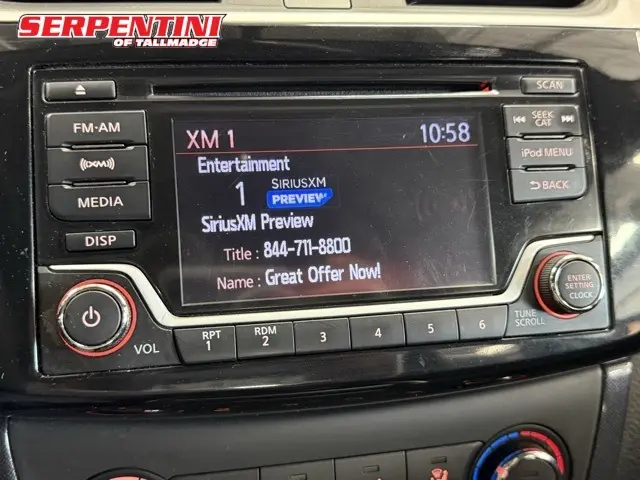 SERPENTINI
OF TALLMADGE
SCAN
FM·AM
SEEK
CAT
XM
iPod MENU
MEDIA
BACK
DISP
XM 1 10:58
Entertainment
1 SIRIUSXM
PREVIEW
SiriusXM Preview
Title : 844-711-8800
Name : Great Offer Now!
ENTER
SETTING
CLOCK
TUNE
SCROLL
VOL
RPT
1
RDM
2
3
4
5
6